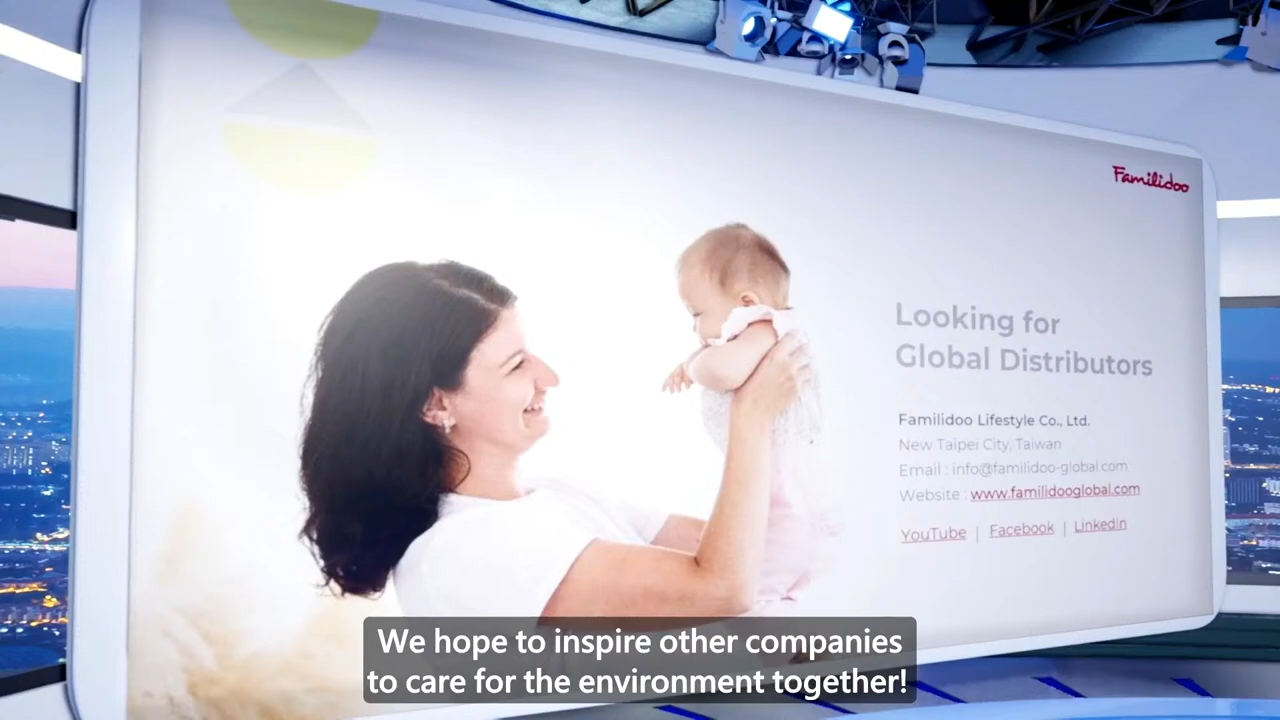 Familidoo
Looking for
Global Distributors
Familidoo Lifestyle Co., Ltd.
New Taipei City, Taiwan
Email : info@familidoo-global.com
Website : www.familidooglobal.com
YouTube | Facebook | LinkedIn
We hope to inspire other companies
to care for the environment together!